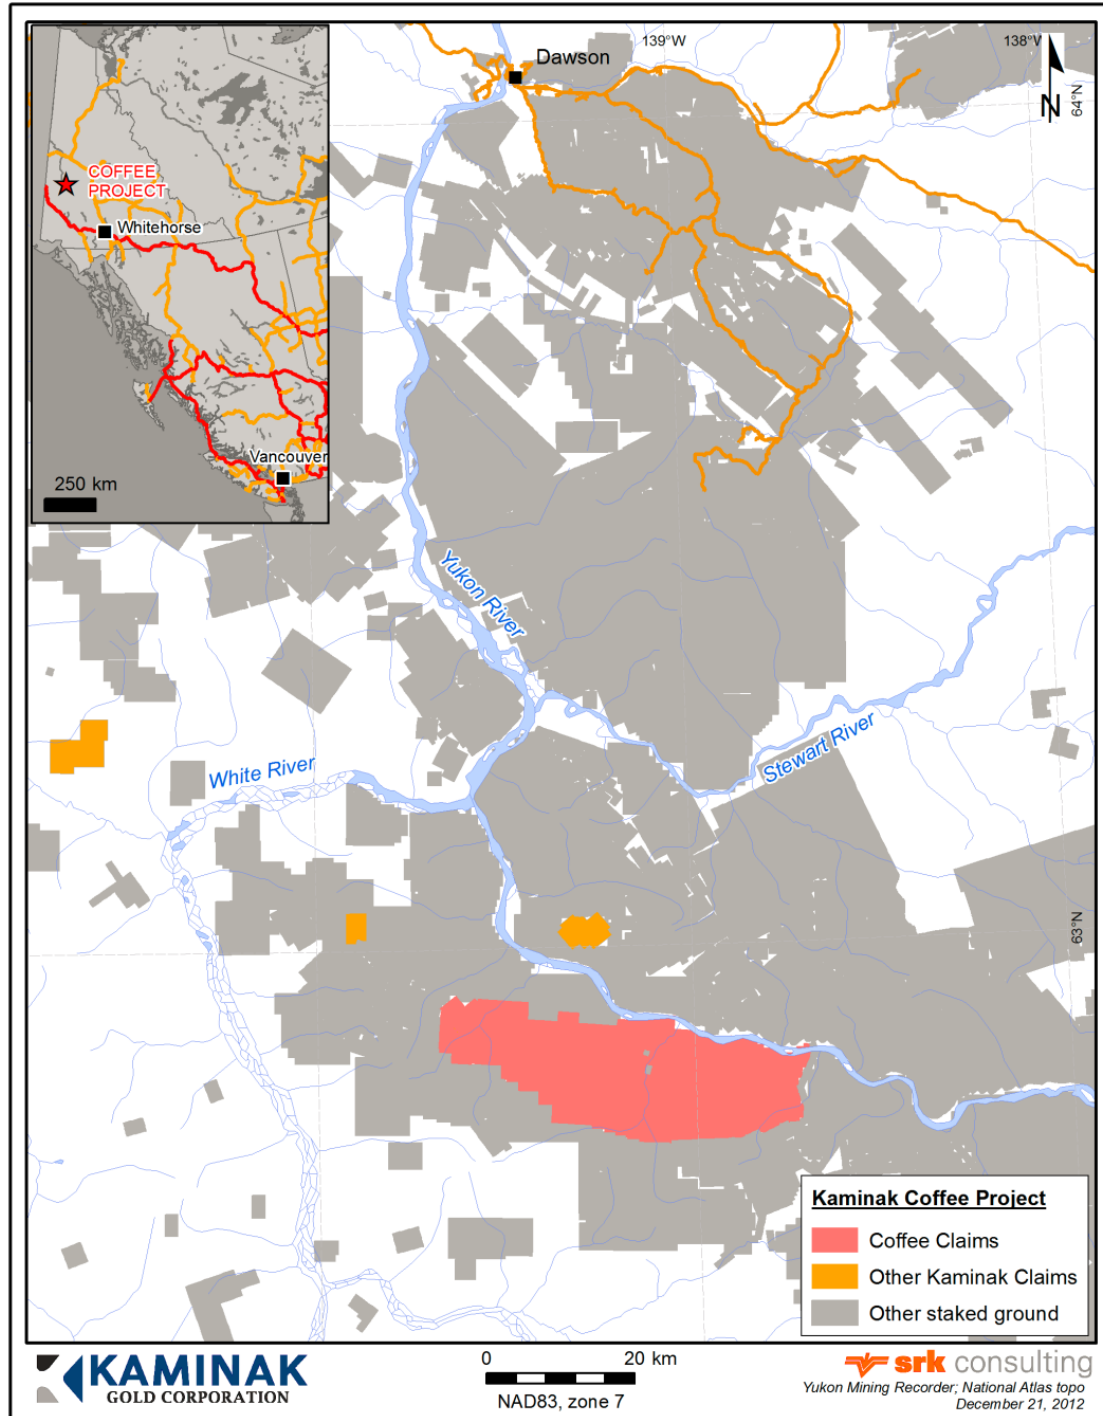 Dawson
139°W
138°W
N
64°N
COFFEE
PROJECT
Whitehorse
Vancouver
250 km
Yukon River
Stewart River
White River
63°N
Kaminak Coffee Project
Coffee Claims
Other Kaminak Claims
Other staked ground
KAMINAK
GOLD CORPORATION
0 20 km
NAD83, zone 7
srk consulting
Yukon Mining Recorder; National Atlas topo
December 21, 2012